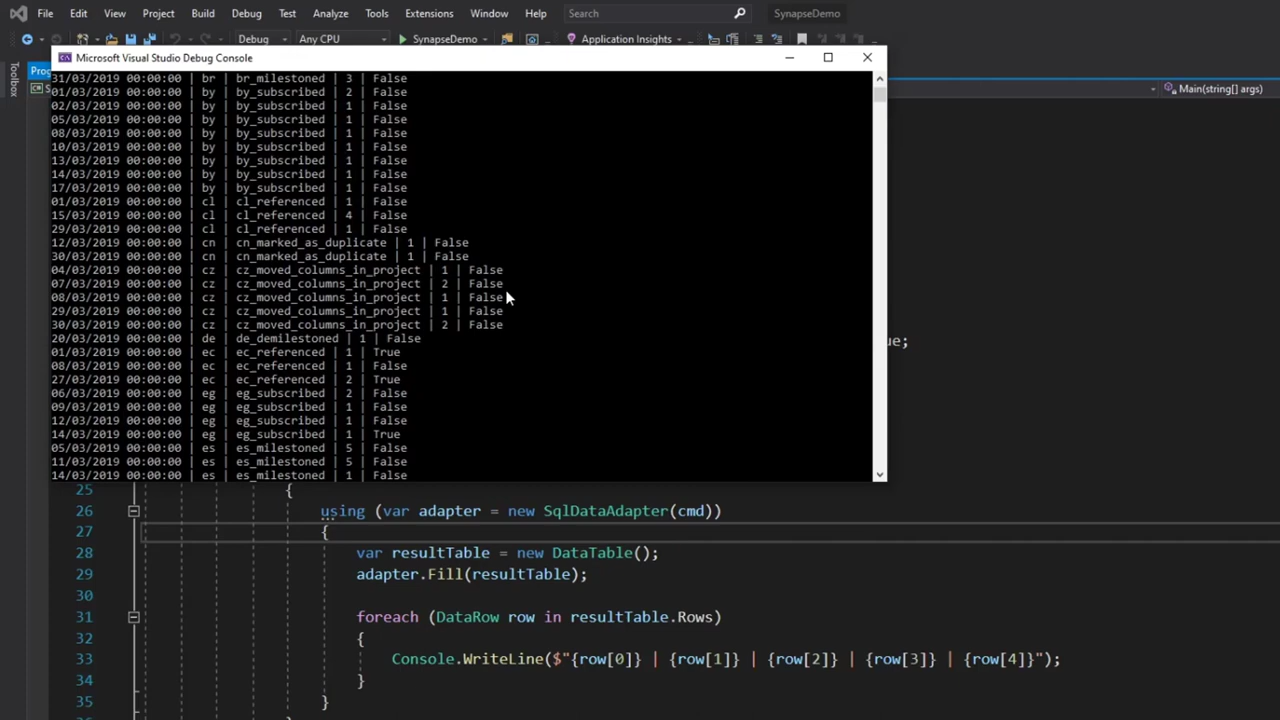 File Edit View Project Build Debug Test Analyze Tools Extensions Window Help Search SynapseDemo
Debug Any CPU SynapseDemo Application Insights
Toolbox
Microsoft Visual Studio Debug Console
Main(string[] args)
31/03/2019 00:00:00 | br | br_milestoned | 3 | False
01/03/2019 00:00:00 | by | by_subscribed | 2 | False
02/03/2019 00:00:00 | by | by_subscribed | 1 | False
05/03/2019 00:00:00 | by | by_subscribed | 1 | False
08/03/2019 00:00:00 | by | by_subscribed | 1 | False
10/03/2019 00:00:00 | by | by_subscribed | 1 | False
13/03/2019 00:00:00 | by | by_subscribed | 1 | False
14/03/2019 00:00:00 | by | by_subscribed | 1 | False
17/03/2019 00:00:00 | by | by_subscribed | 1 | False
01/03/2019 00:00:00 | cl | cl_referenced | 1 | False
15/03/2019 00:00:00 | cl | cl_referenced | 4 | False
29/03/2019 00:00:00 | cl | cl_referenced | 1 | False
12/03/2019 00:00:00 | cn | cn_marked_as_duplicate | 1 | False
30/03/2019 00:00:00 | cn | cn_marked_as_duplicate | 1 | False
04/03/2019 00:00:00 | cz | cz_moved_columns_in_project | 1 | False
07/03/2019 00:00:00 | cz | cz_moved_columns_in_project | 2 | False
08/03/2019 00:00:00 | cz | cz_moved_columns_in_project | 1 | False
29/03/2019 00:00:00 | cz | cz_moved_columns_in_project | 1 | False
30/03/2019 00:00:00 | cz | cz_moved_columns_in_project | 2 | False
20/03/2019 00:00:00 | de | de_demilestoned | 1 | False
01/03/2019 00:00:00 | ec | ec_referenced | 1 | True
08/03/2019 00:00:00 | ec | ec_referenced | 1 | False
27/03/2019 00:00:00 | ec | ec_referenced | 2 | True
06/03/2019 00:00:00 | eg | eg_subscribed | 2 | False
09/03/2019 00:00:00 | eg | eg_subscribed | 1 | False
12/03/2019 00:00:00 | eg | eg_subscribed | 1 | False
14/03/2019 00:00:00 | eg | eg_subscribed | 1 | True
05/03/2019 00:00:00 | es | es_milestoned | 5 | False
11/03/2019 00:00:00 | es | es_milestoned | 5 | False
14/03/2019 00:00:00 | es | es_milestoned | 1 | False
25 {
26 using (var adapter = new SqlDataAdapter(cmd))
27 {
28 var resultTable = new DataTable();
29 adapter.Fill(resultTable);
30
31 foreach (DataRow row in resultTable.Rows)
32 {
33 Console.WriteLine($"{row[0]} | {row[1]} | {row[2]} | {row[3]} | {row[4]}");
34 }
35 }